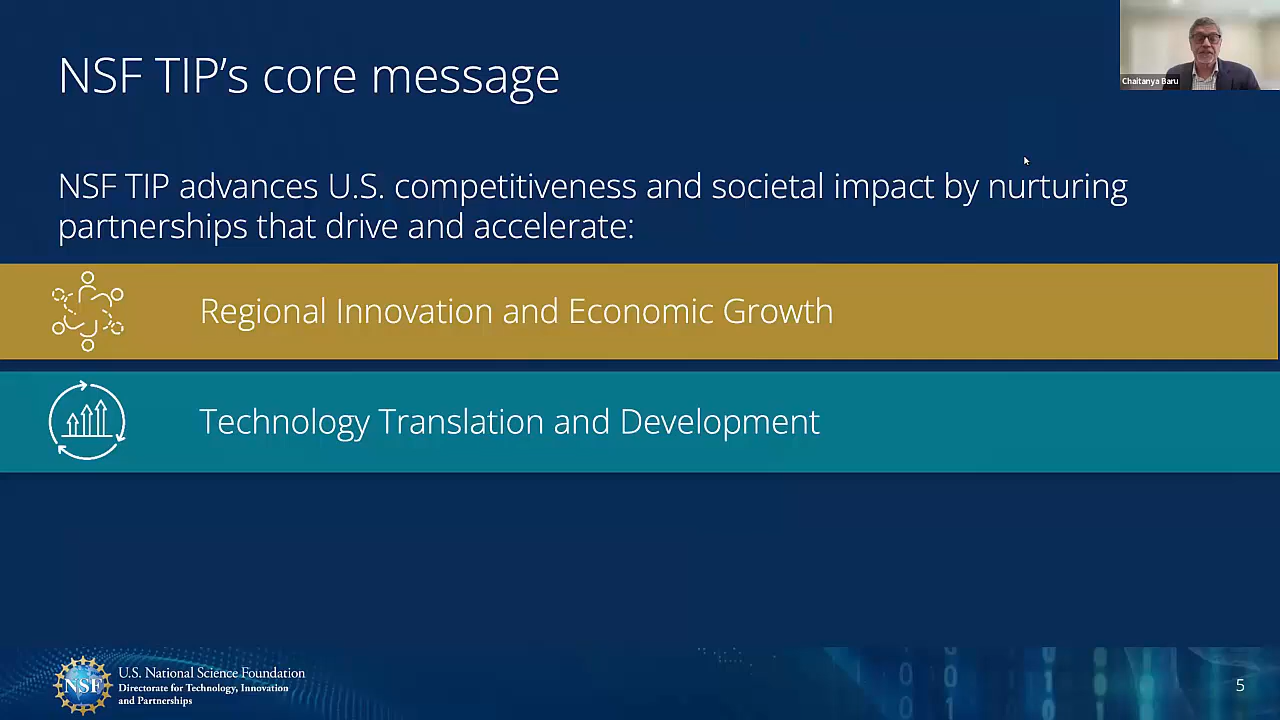 NSF TIP’s core message
Chaitanya Baru
NSF TIP advances U.S. competitiveness and societal impact by nurturing
partnerships that drive and accelerate:
Regional Innovation and Economic Growth
Technology Translation and Development
NSF
U.S. National Science Foundation
Directorate for Technology, Innovation
and Partnerships
5